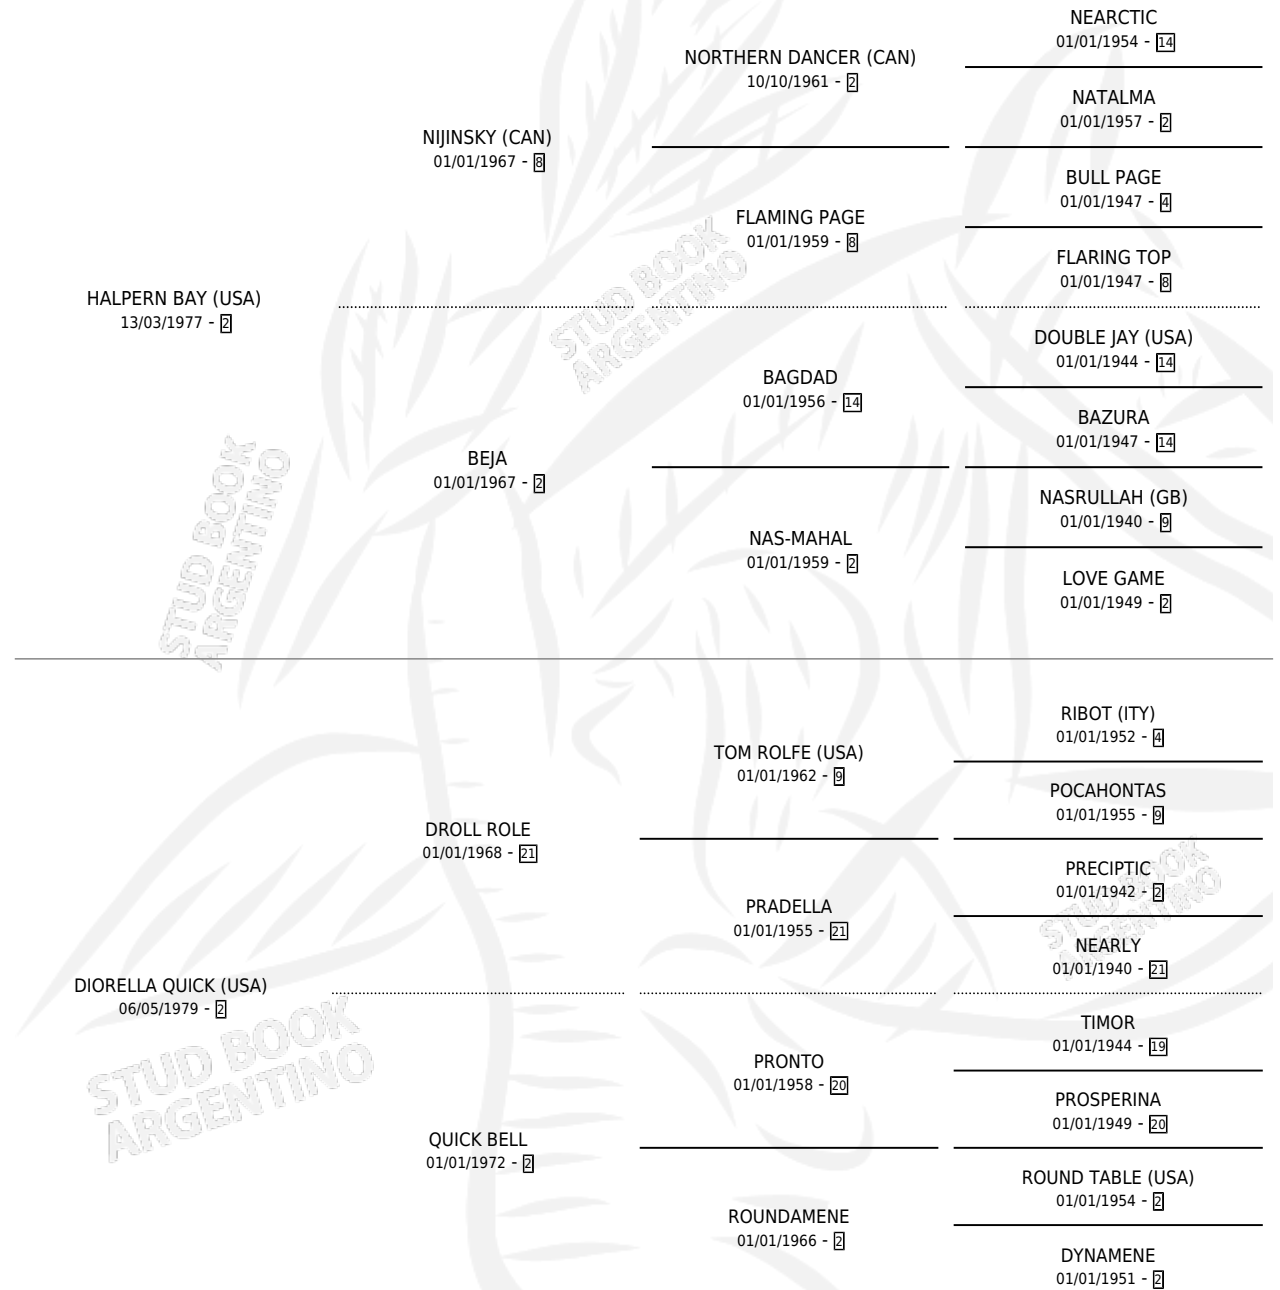 NEARCTIC
01/01/1954 - 14
NORTHERN DANCER (CAN)
10/10/1961 - 2
NATALMA
01/01/1957 - 2
NIJINSKY (CAN)
01/01/1967 - 8
BULL PAGE
01/01/1947 - 4
FLAMING PAGE
01/01/1959 - 8
FLARING TOP
01/01/1947 - 8
HALPERN BAY (USA)
13/03/1977 - 2
DOUBLE JAY (USA)
01/01/1944 - 14
BAGDAD
01/01/1956 - 14
BAZURA
01/01/1947 - 14
BEJA
01/01/1967 - 2
NASRULLAH (GB)
01/01/1940 - 9
NAS-MAHAL
01/01/1959 - 2
LOVE GAME
01/01/1949 - 2
RIBOT (ITY)
01/01/1952 - 4
TOM ROLFE (USA)
01/01/1962 - 9
POCAHONTAS
01/01/1955 - 9
DROLL ROLE
01/01/1968 - 21
PRECIPTIC
01/01/1942 - 2
PRADELLA
01/01/1955 - 21
NEARLY
01/01/1940 - 21
DIORELLA QUICK (USA)
06/05/1979 - 2
TIMOR
01/01/1944 - 19
PRONTO
01/01/1958 - 20
PROSPERINA
01/01/1949 - 20
QUICK BELL
01/01/1972 - 2
ROUND TABLE (USA)
01/01/1954 - 2
ROUNDAMENE
01/01/1966 - 2
DYNAMENE
01/01/1951 - 2
STUD BOOK
ARGENTINO
STUD BOOK
ARGENTINO
STUD BOOK
ARGENTINO
STUD BOOK
ARGENTINO